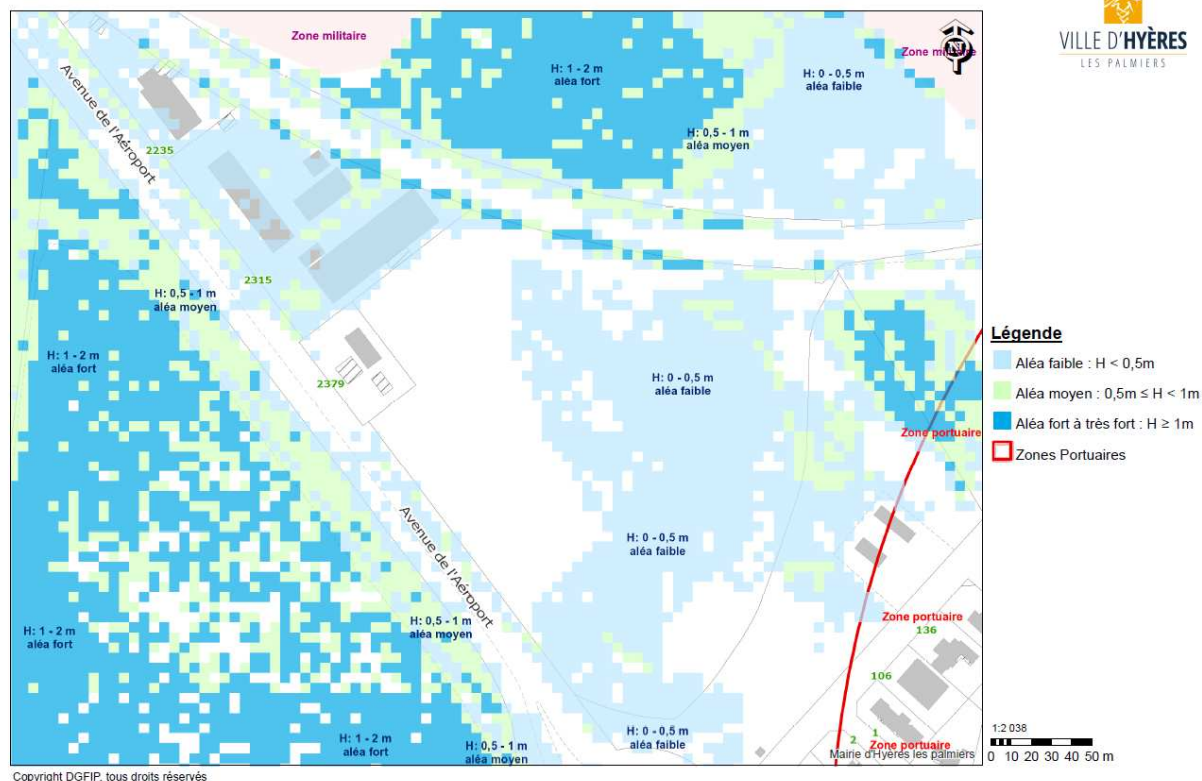 VILLE D'HYÈRES
LES PALMIERS
Zone militaire
Zone militaire
H: 1 - 2 m
aléa fort
H: 0 - 0,5 m
aléa faible
H: 0,5 - 1 m
aléa moyen
Avenue de l'Aéroport
2235
2315
H: 0,5 - 1 m
aléa moyen
H: 1 - 2 m
aléa fort
2379
H: 0 - 0,5 m
aléa faible
Zone portuaire
Légende
Aléa faible : H < 0,5m
Aléa moyen : 0,5m ≤ H < 1m
Aléa fort à très fort : H ≥ 1m
Zones Portuaires
Avenue de l'Aéroport
H: 0 - 0,5 m
aléa faible
H: 0,5 - 1 m
aléa moyen
H: 1 - 2 m
aléa fort
Zone portuaire
136
106
H: 1 - 2 m
aléa fort
H: 0,5 - 1 m
aléa moyen
H: 0 - 0,5 m
aléa faible
2
1
Zone portuaire
Mairie d'Hyères les palmiers
1:2 038
0 10 20 30 40 50 m
Copyright DGFIP, tous droits réservés